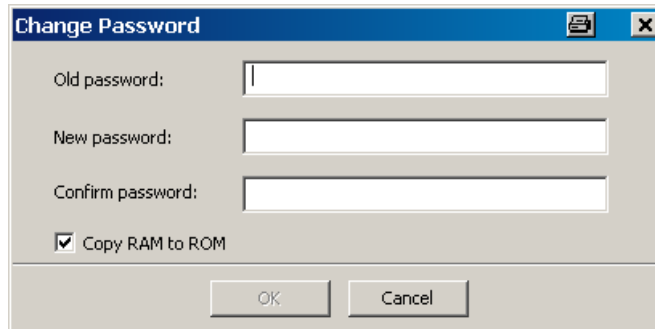 Change Password
Old password:
New password:
Confirm password:
Copy RAM to ROM
OK Cancel